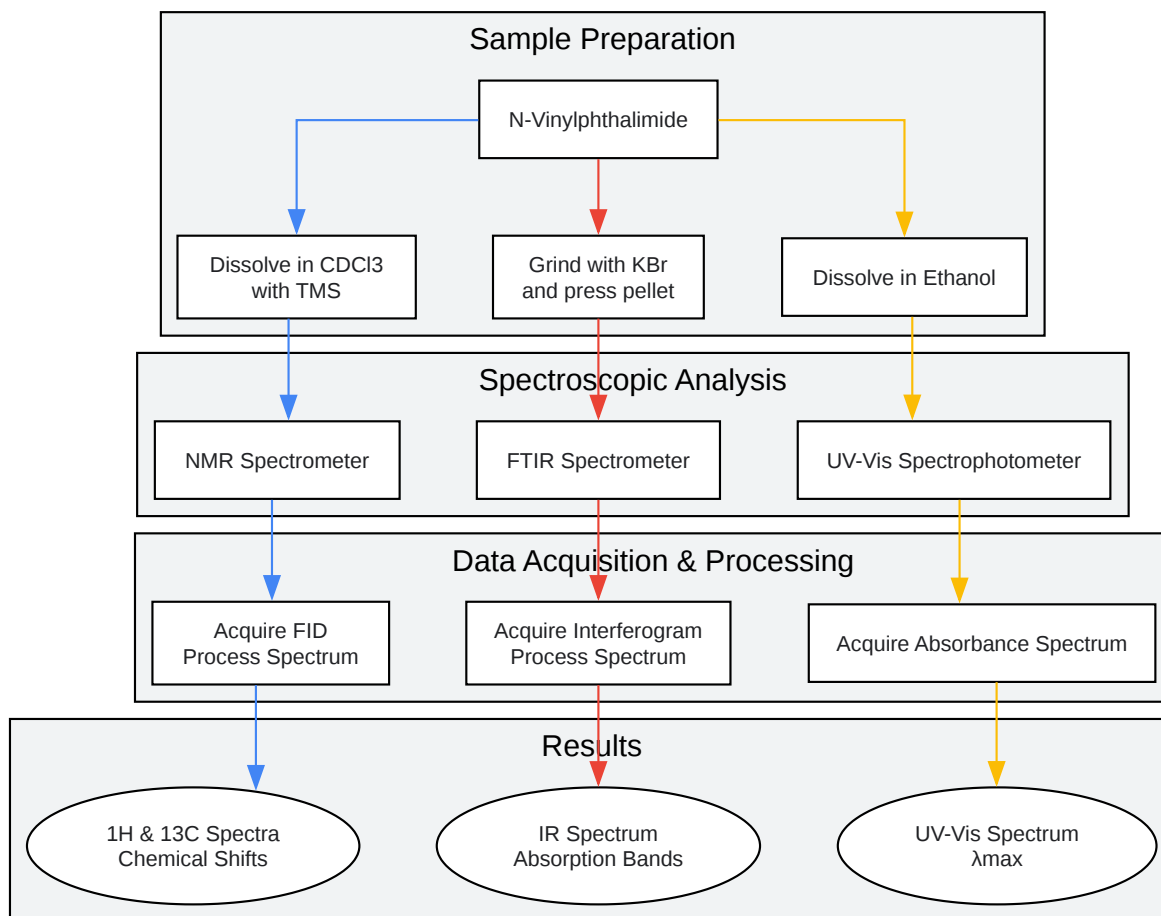 Sample Preparation
N-Vinylphthalimide
Dissolve in CDCl3
with TMS
Grind with KBr
and press pellet
Dissolve in Ethanol
Spectroscopic Analysis
NMR Spectrometer
FTIR Spectrometer
UV-Vis Spectrophotometer
Data Acquisition & Processing
Acquire FID
Process Spectrum
Acquire Interferogram
Process Spectrum
Acquire Absorbance Spectrum
Results
1H & 13C Spectra
Chemical Shifts
IR Spectrum
Absorption Bands
UV-Vis Spectrum
λmax